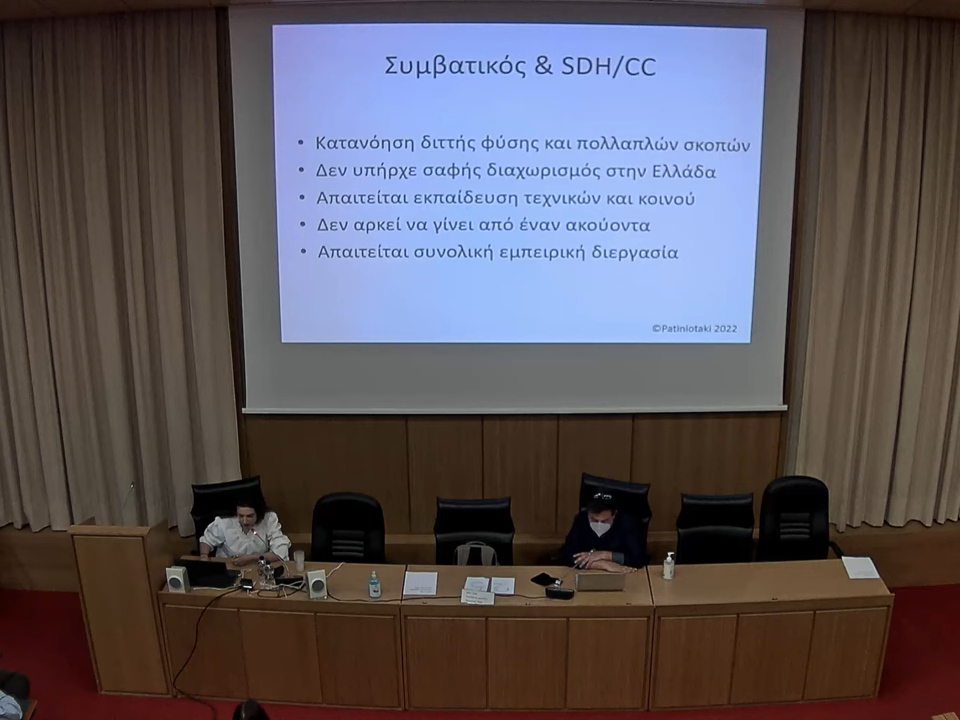 Συμβατικός & SDH/CC
• Κατανόηση διττής φύσης και πολλαπλών σκοπών
• Δεν υπήρχε σαφής διαχωρισμός στην Ελλάδα
• Απαιτείται εκπαίδευση τεχνικών και κοινού
• Δεν αρκεί να γίνει από έναν ακούοντα
• Απαιτείται συνολική εμπειρική διεργασία
©Patiniotaki 2022